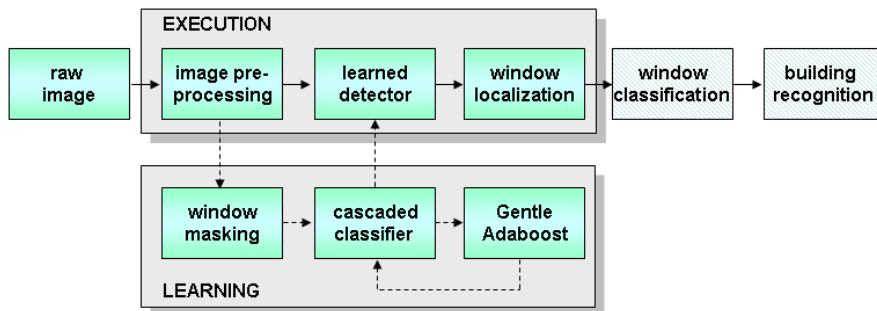 EXECUTION
raw
image
image pre-
processing
learned
detector
window
localization
window
classification
building
recognition
window
masking
cascaded
classifier
Gentle
Adaboost
LEARNING